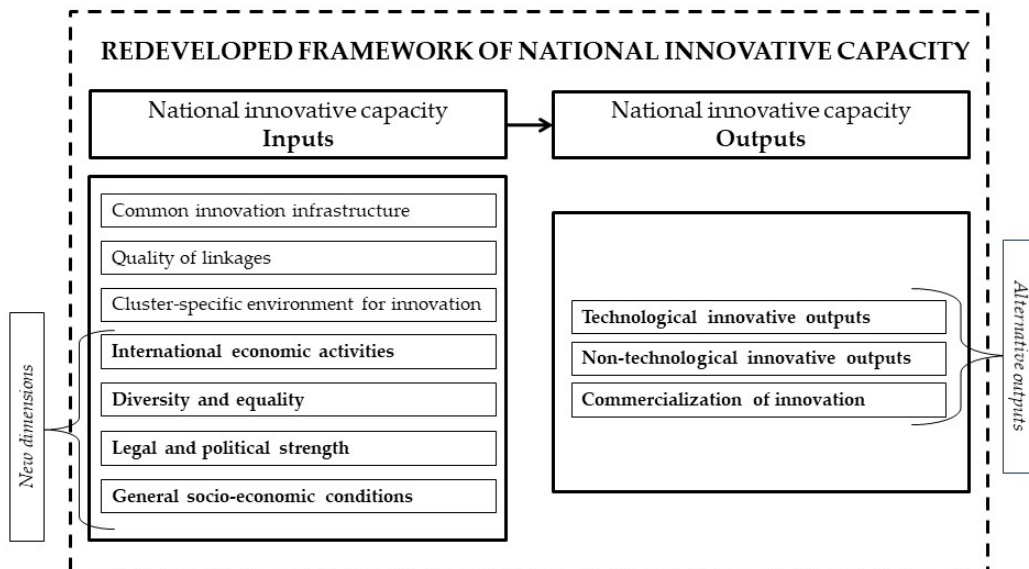 REDEVELOPED FRAMEWORK OF NATIONAL INNOVATIVE CAPACITY
National innovative capacity
Inputs
National innovative capacity
Outputs
Common innovation infrastructure
Quality of linkages
Cluster-specific environment for innovation
International economic activities
Diversity and equality
Legal and political strength
General socio-economic conditions
New dimensions
Technological innovative outputs
Non-technological innovative outputs
Commercialization of innovation
Alternative outputs